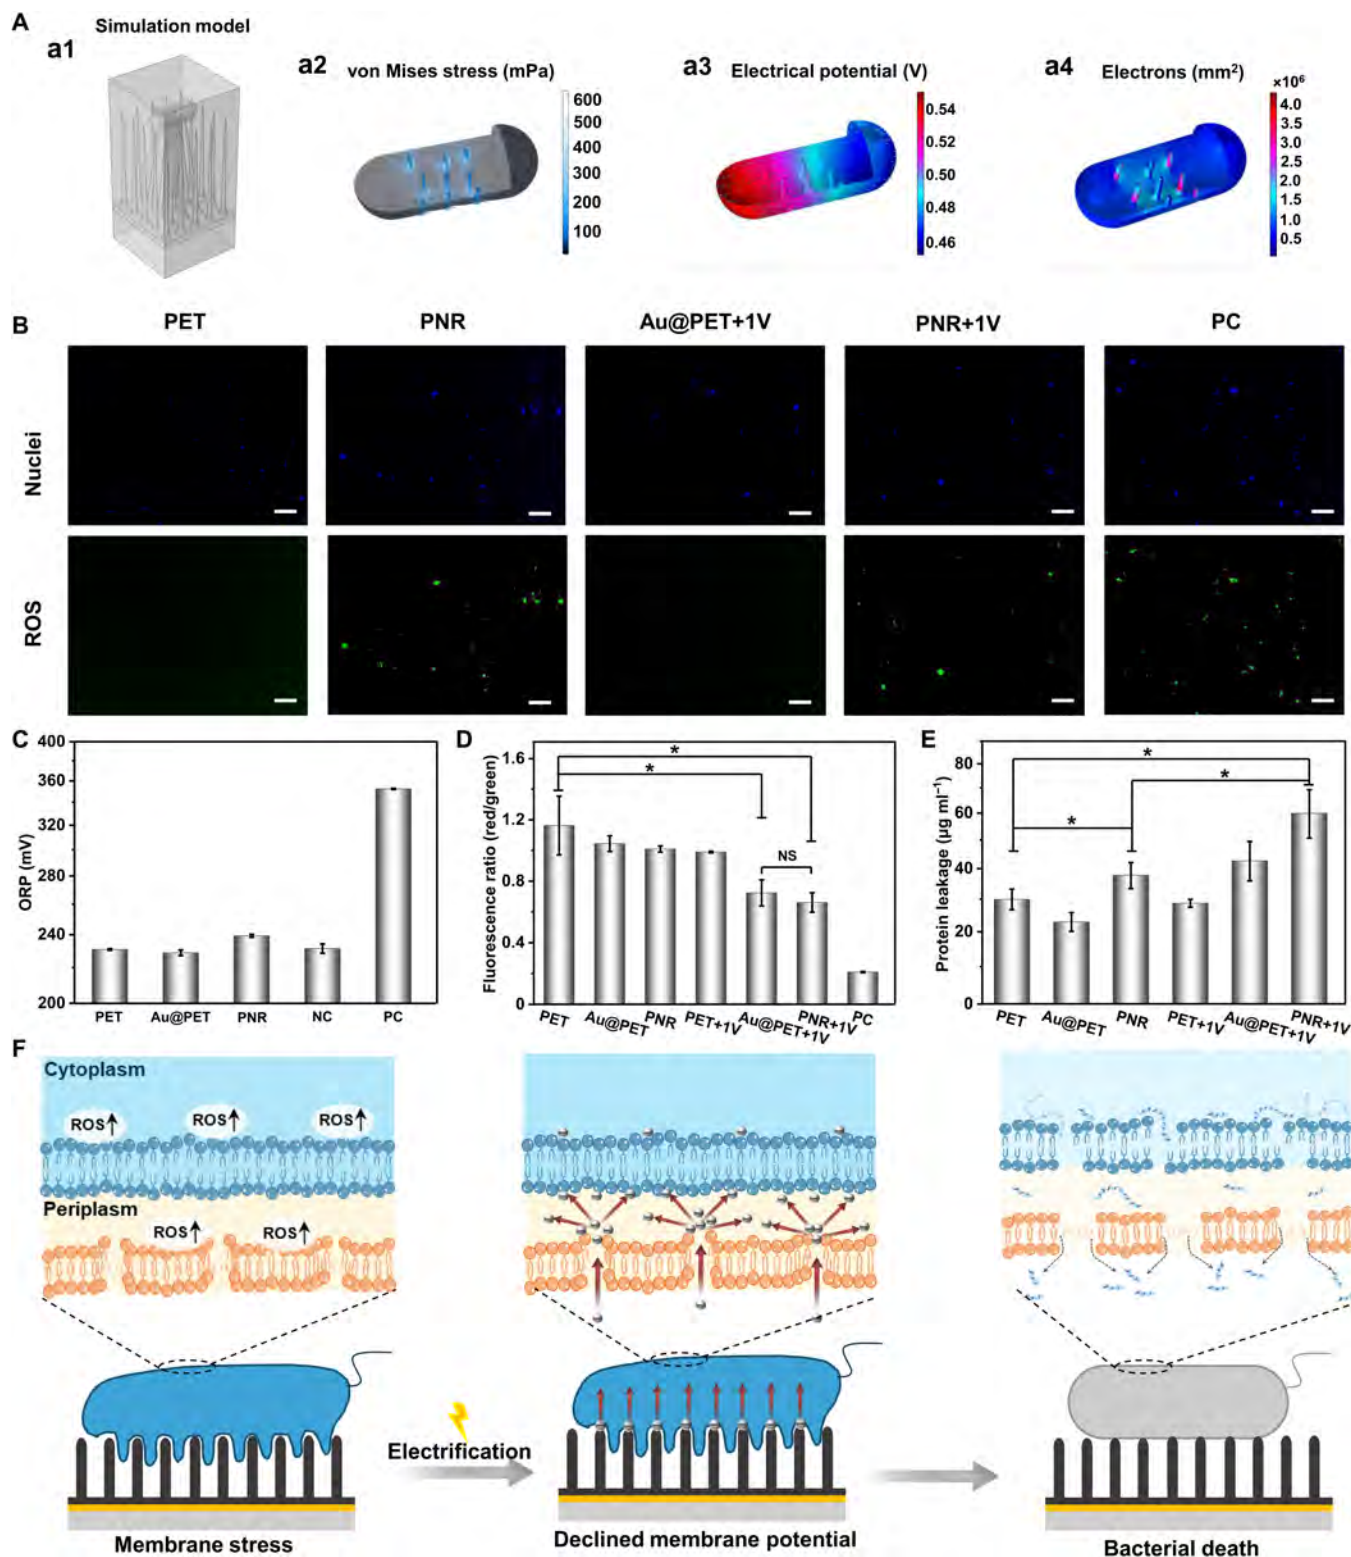 A
Simulation model
a1
a2
von Mises stress (mPa)
600
500
400
300
200
100
a3
Electrical potential (V)
0.54
0.52
0.50
0.48
0.46
a4
Electrons (mm²)
×10⁶
4.0
3.5
3.0
2.5
2.0
1.5
1.0
0.5
B
PET
PNR
Au@PET+1V
PNR+1V
PC
Nuclei
ROS
C
ORP (mV)
400
360
320
280
240
200
PET
Au@PET
PNR
NC
PC
D
Fluorescence ratio (red/green)
1.6
1.2
0.8
0.4
0
*
*
NS
PET
Au@PET
PNR
PET+1V
Au@PET+1V
PNR+1V
PC
E
Protein leakage (µg ml⁻¹)
80
60
40
20
0
*
*
*
PET
Au@PET
PNR
PET+1V
Au@PET+1V
PNR+1V
F
Cytoplasm
ROS↑
ROS↑
ROS↑
Periplasm
ROS↑
ROS↑
Electrification
Membrane stress
Declined membrane potential
Bacterial death